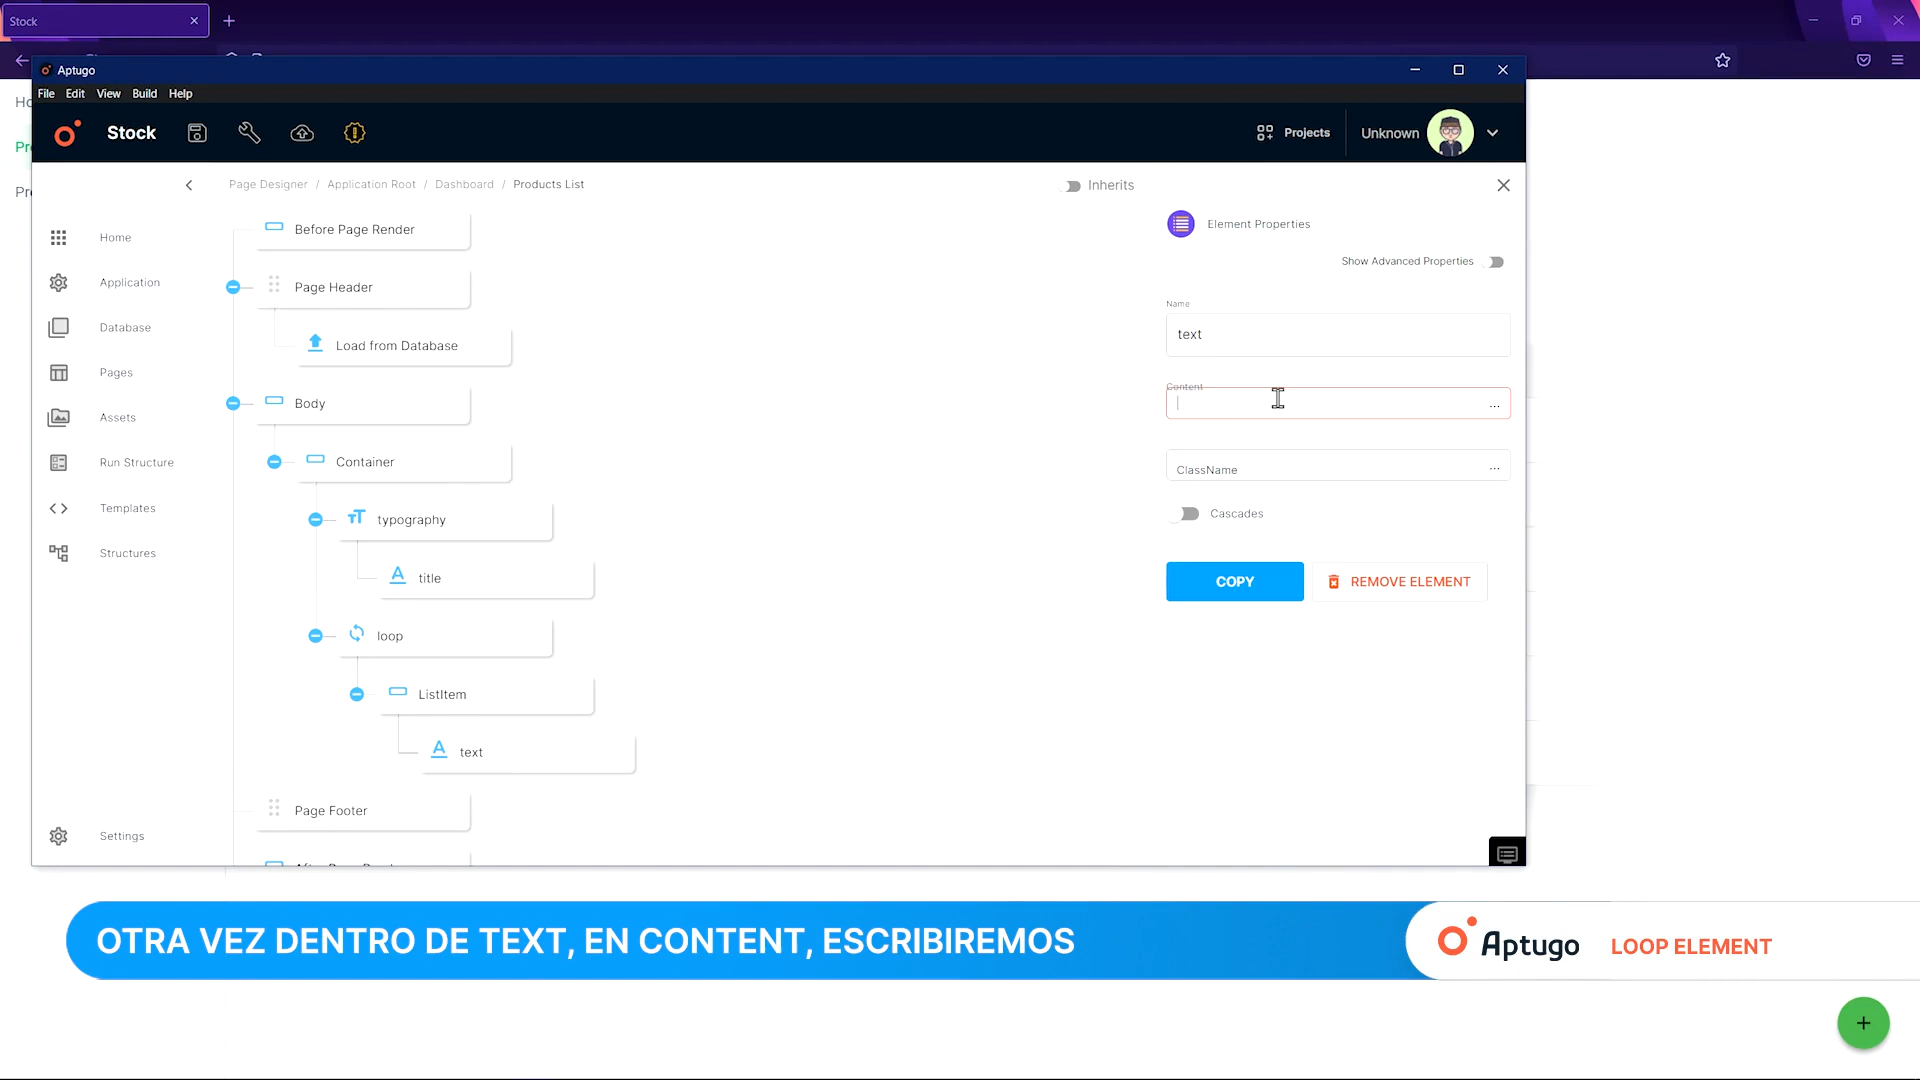 Stock
Aptugo
File Edit View Build Help
Stock
Projects
Unknown
Page Designer / Application Root / Dashboard / Products List
Inherits
Home
Application
Database
Pages
Assets
Run Structure
Templates
Structures
Settings
Before Page Render
Page Header
Load from Database
Body
Container
typography
title
loop
ListItem
text
Page Footer
Element Properties
Show Advanced Properties
Name
text
Content
...
ClassName
...
Cascades
COPY
REMOVE ELEMENT
OTRA VEZ DENTRO DE TEXT, EN CONTENT, ESCRIBIREMOS
Aptugo LOOP ELEMENT